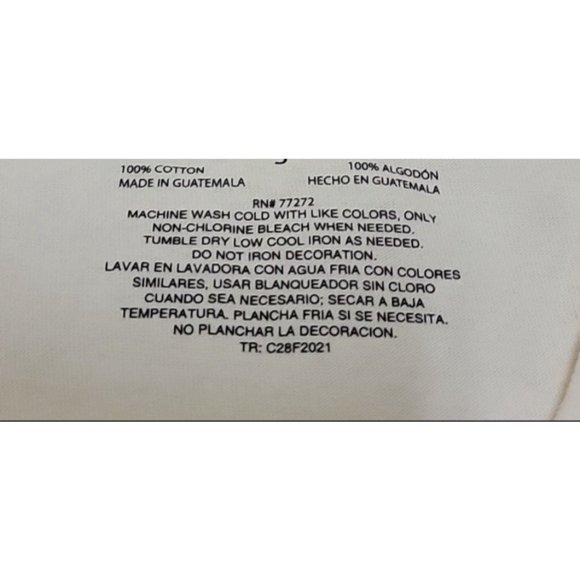 100% COTTON
MADE IN GUATEMALA
100% ALGODÓN
HECHO EN GUATEMALA
RN# 77272
MACHINE WASH COLD WITH LIKE COLORS, ONLY
NON-CHLORINE BLEACH WHEN NEEDED.
TUMBLE DRY LOW COOL IRON AS NEEDED.
DO NOT IRON DECORATION.
LAVAR EN LAVADORA CON AGUA FRIA CON COLORES
SIMILARES, USAR BLANQUEADOR SIN CLORO
CUANDO SEA NECESARIO; SECAR A BAJA
TEMPERATURA. PLANCHA FRIA SI SE NECESITA.
NO PLANCHAR LA DECORACION.
TR: C28F2021